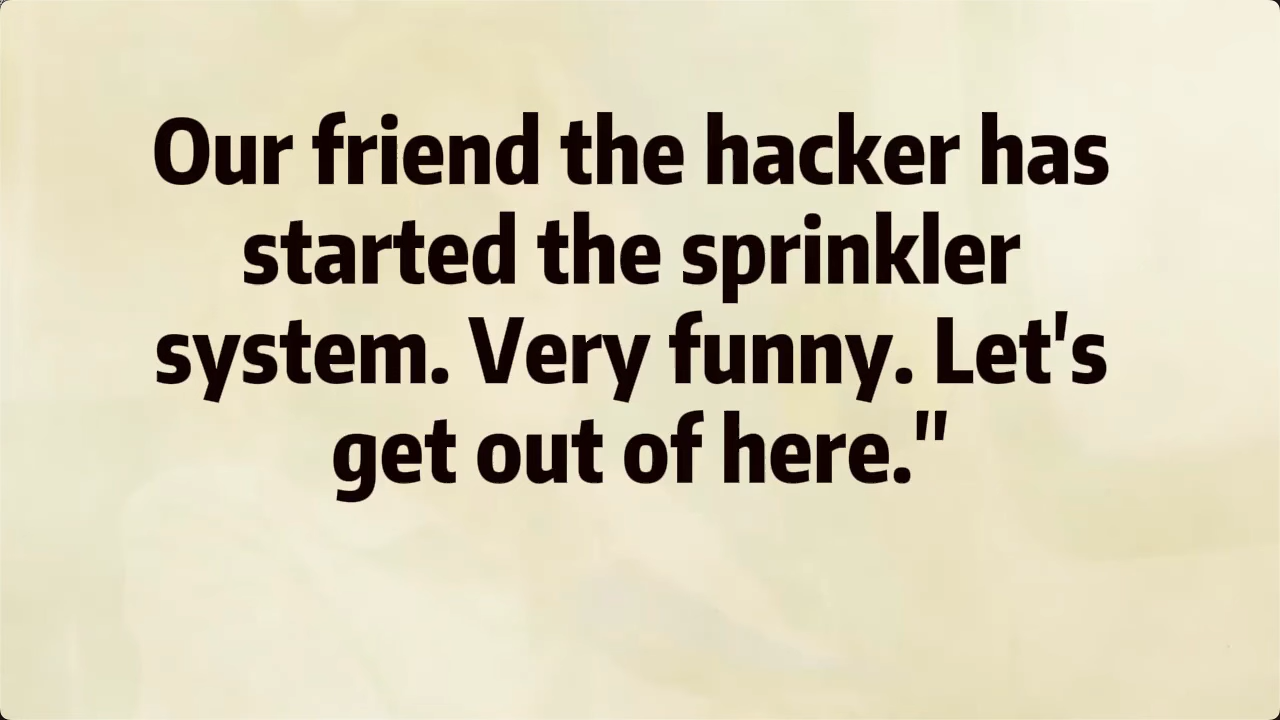 Our friend the hacker has
started the sprinkler
system. Very funny. Let's
get out of here."